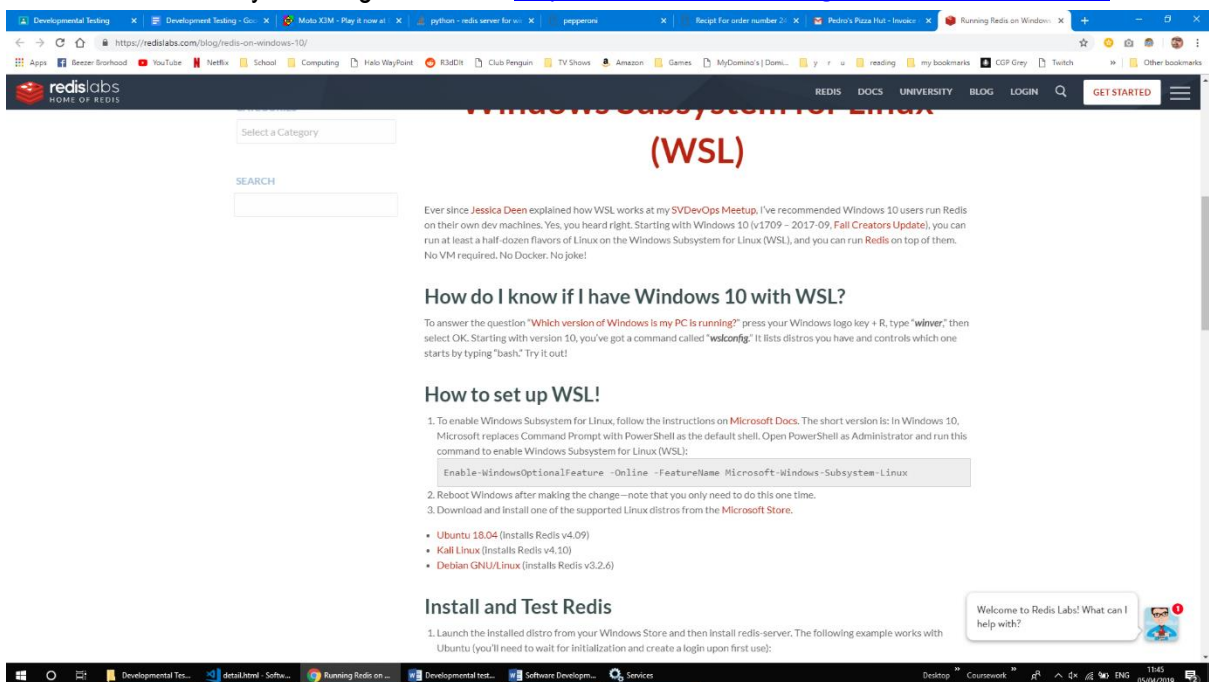 Developmental Testing
Development Testing - Goo
Moto X3M - Play it now at
python - redis server for w
pepperoni
Recipt For order number 2
Pedro's Pizza Hut - Invoice
Running Redis on Window
https://redislabs.com/blog/redis-on-windows-10/
Apps Beezer Brorhood YouTube Netflix School Computing Halo WayPoint R3dDIt Club Penguin TV Shows Amazon Games MyDomino's | Domi... y r u reading my bookmarks CGP Grey Twitch » Other bookmarks
redislabs
HOME OF REDIS
REDIS DOCS UNIVERSITY BLOG LOGIN GET STARTED
Select a Category
SEARCH
Windows Subsystem for Linux
(WSL)
Ever since Jessica Deen explained how WSL works at my SVDevOps Meetup, I've recommended Windows 10 users run Redis
on their own dev machines. Yes, you heard right. Starting with Windows 10 (v1709 – 2017-09, Fall Creators Update), you can
run at least a half-dozen flavors of Linux on the Windows Subsystem for Linux (WSL), and you can run Redis on top of them.
No VM required. No Docker. No joke!
How do I know if I have Windows 10 with WSL?
To answer the question "Which version of Windows is my PC is running?" press your Windows logo key + R, type "winver," then
select OK. Starting with version 10, you've got a command called "wslconfig." It lists distros you have and controls which one
starts by typing "bash." Try it out!
How to set up WSL!
1. To enable Windows Subsystem for Linux, follow the instructions on Microsoft Docs. The short version is: In Windows 10,
Microsoft replaces Command Prompt with PowerShell as the default shell. Open PowerShell as Administrator and run this
command to enable Windows Subsystem for Linux (WSL):
Enable-WindowsOptionalFeature -Online -FeatureName Microsoft-Windows-Subsystem-Linux
2. Reboot Windows after making the change—note that you only need to do this one time.
3. Download and install one of the supported Linux distros from the Microsoft Store.
• Ubuntu 18.04 (installs Redis v4.09)
• Kali Linux (installs Redis v4.10)
• Debian GNU/Linux (installs Redis v3.2.6)
Install and Test Redis
1. Launch the installed distro from your Windows Store and then install redis-server. The following example works with
Ubuntu (you'll need to wait for initialization and create a login upon first use):
Welcome to Redis Labs! What can I
help with?
1
Developmental Tes... detail.html - Softw... Running Redis on ... Developmental test... Software Developm... Services
Desktop » Coursework » ENG 11:45
05/04/2019